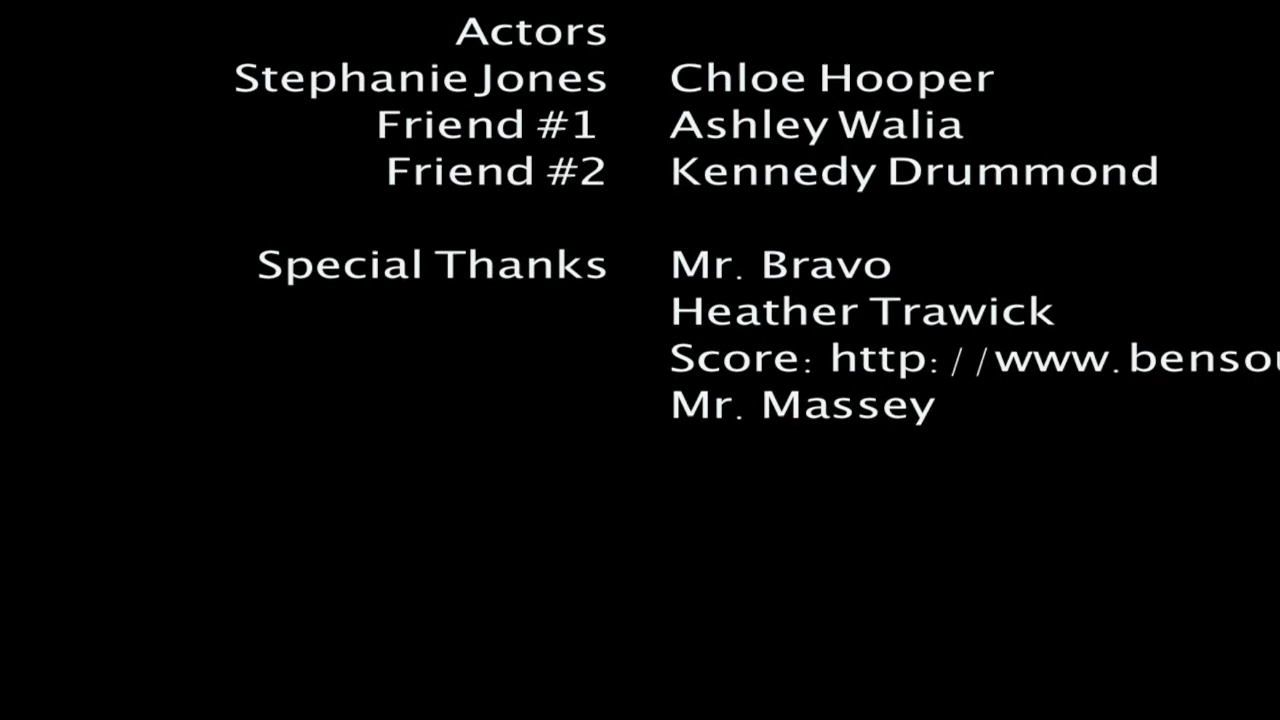 Actors
Stephanie Jones Chloe Hooper
Friend #1 Ashley Walia
Friend #2 Kennedy Drummond
Special Thanks Mr. Bravo
Heather Trawick
Score: http://www.benso
Mr. Massey